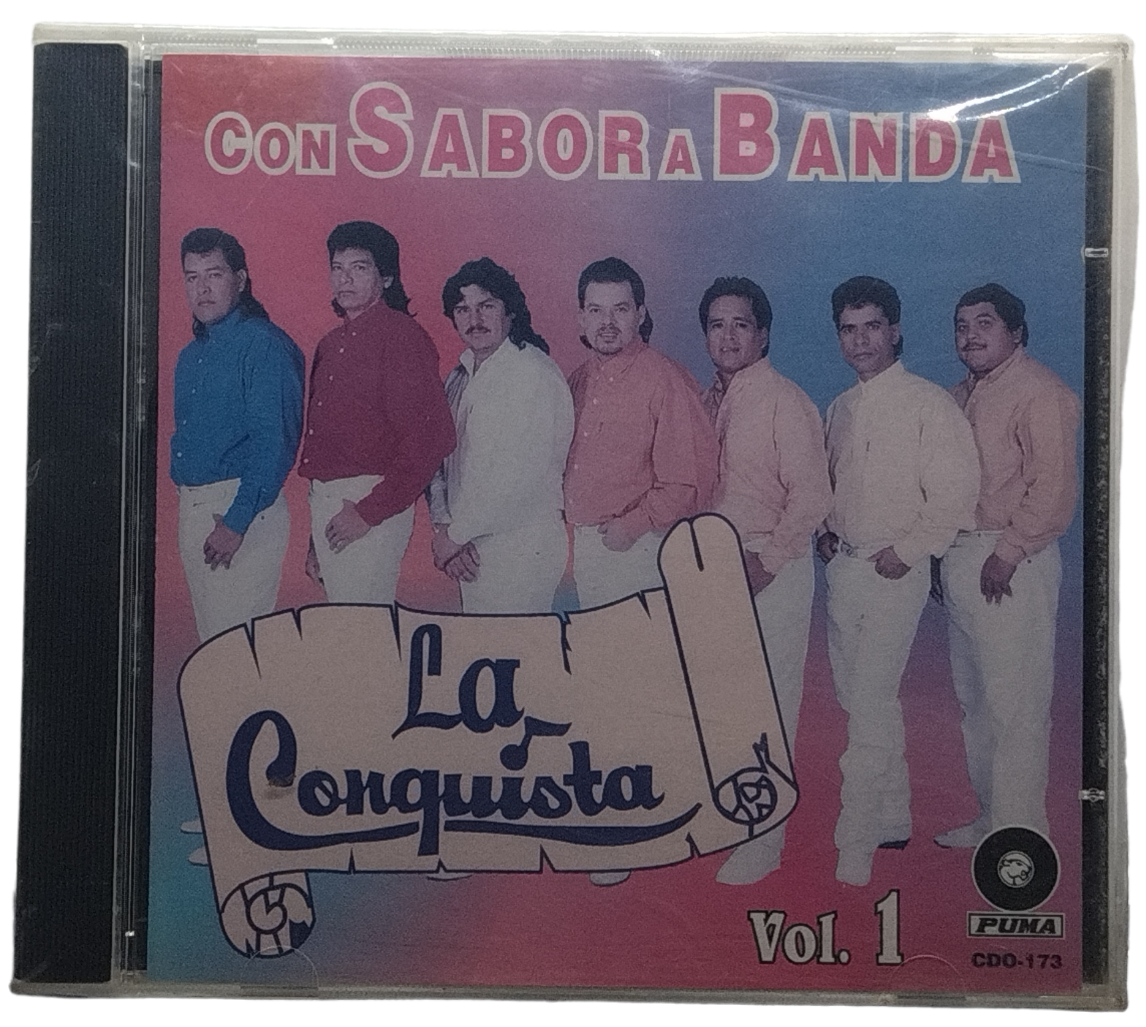 CON SABOR A BANDA
La
Conquista
Vol. 1
PUMA
CDO-173